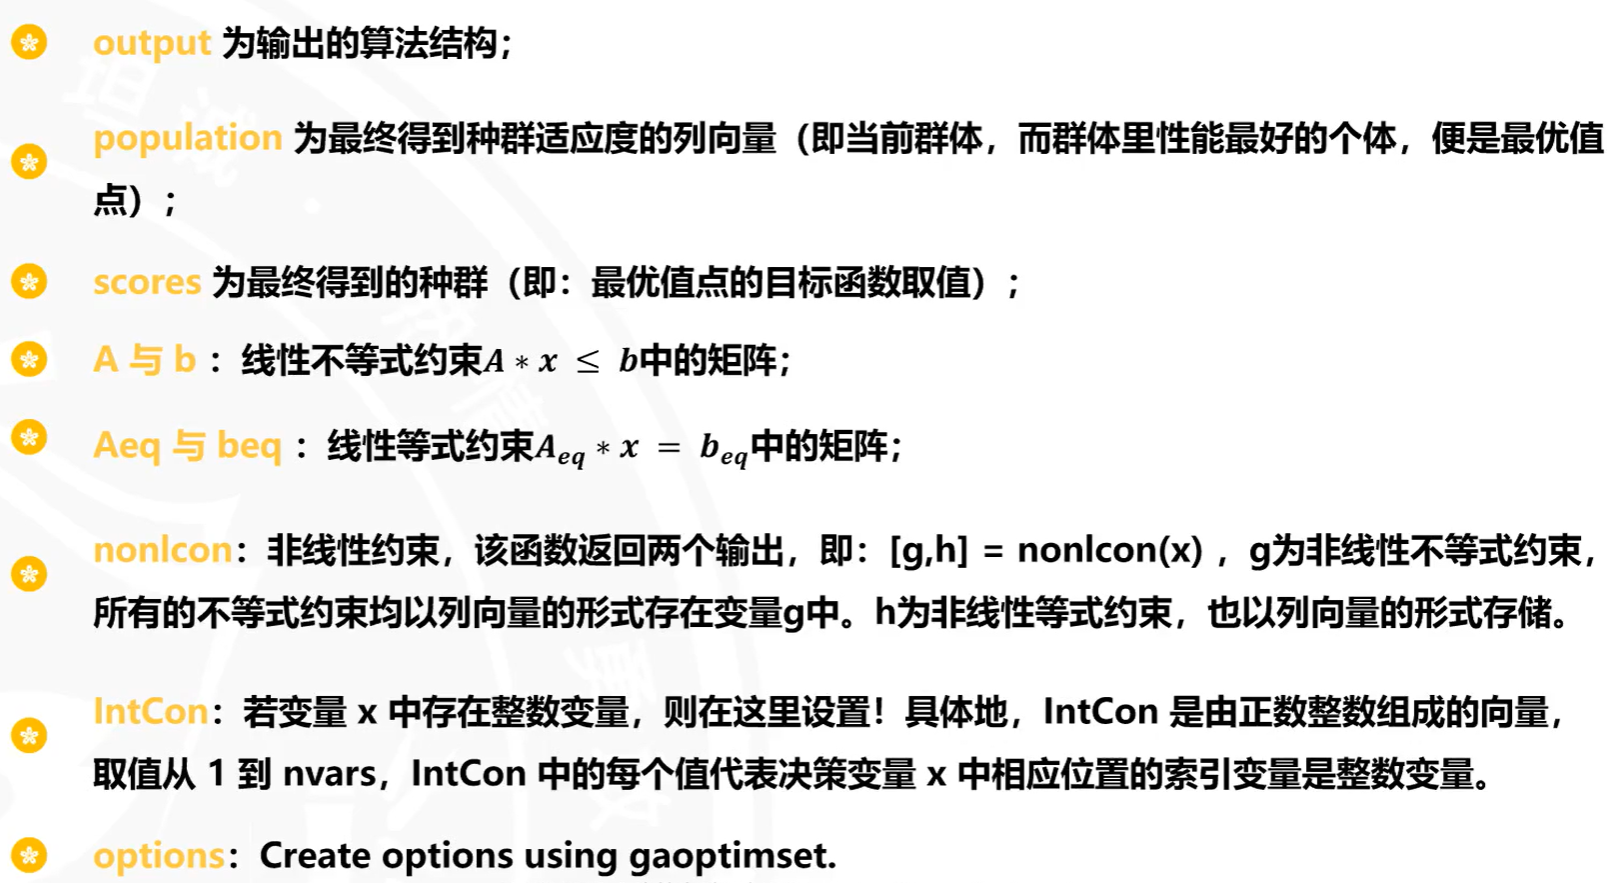 output 为输出的算法结构；
population 为最终得到种群适应度的列向量（即当前群体，而群体里性能最好的个体，便是最优值
点）；
scores 为最终得到的种群（即：最优值点的目标函数取值）；
A 与 b ：线性不等式约束A ∗ x ≤ b中的矩阵；
Aeq 与 beq ：线性等式约束A_eq ∗ x = b_eq中的矩阵；
nonlcon：非线性约束，该函数返回两个输出，即：[g,h] = nonlcon(x) ，g为非线性不等式约束，
所有的不等式约束均以列向量的形式存在变量g中。h为非线性等式约束，也以列向量的形式存储。
IntCon：若变量 x 中存在整数变量，则在这里设置！具体地，IntCon 是由正数整数组成的向量，
取值从 1 到 nvars，IntCon 中的每个值代表决策变量 x 中相应位置的索引变量是整数变量。
options：Create options using gaoptimset.